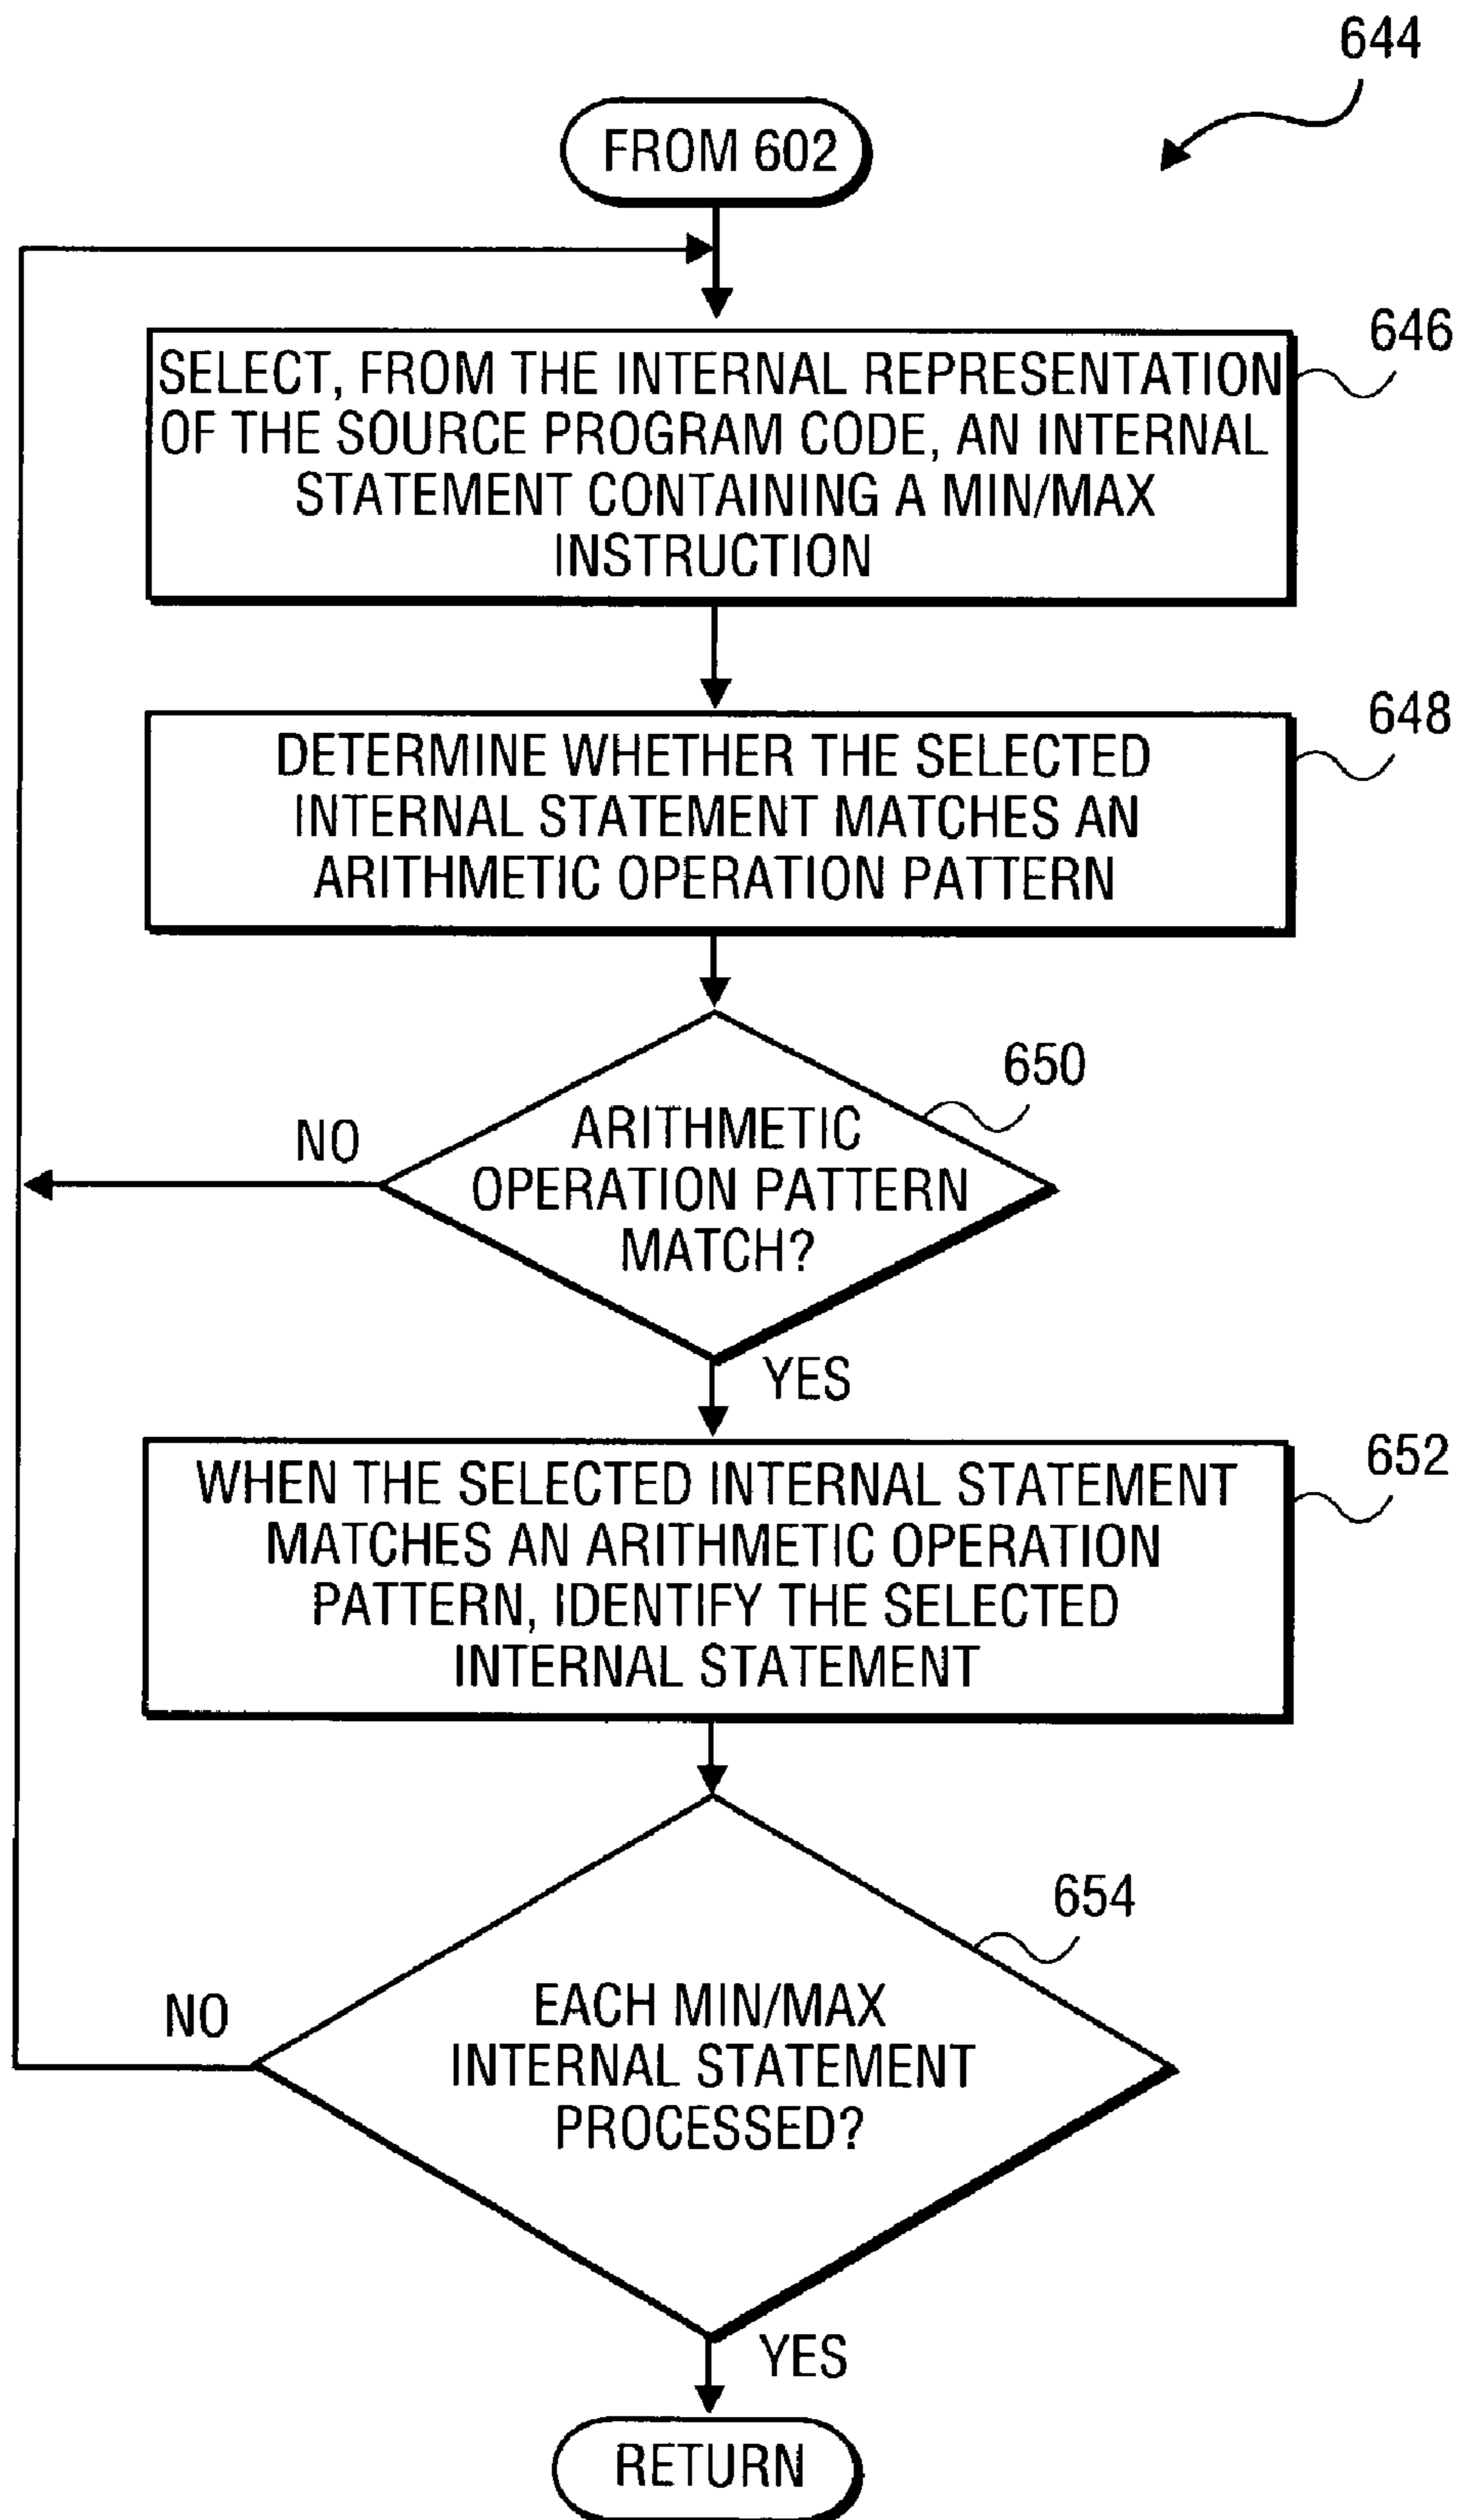 644
FROM 602
646
SELECT, FROM THE INTERNAL REPRESENTATION
OF THE SOURCE PROGRAM CODE, AN INTERNAL
STATEMENT CONTAINING A MIN/MAX
INSTRUCTION
648
DETERMINE WHETHER THE SELECTED
INTERNAL STATEMENT MATCHES AN
ARITHMETIC OPERATION PATTERN
650
NO
ARITHMETIC
OPERATION PATTERN
MATCH?
YES
652
WHEN THE SELECTED INTERNAL STATEMENT
MATCHES AN ARITHMETIC OPERATION
PATTERN, IDENTIFY THE SELECTED
INTERNAL STATEMENT
654
NO
EACH MIN/MAX
INTERNAL STATEMENT
PROCESSED?
YES
RETURN